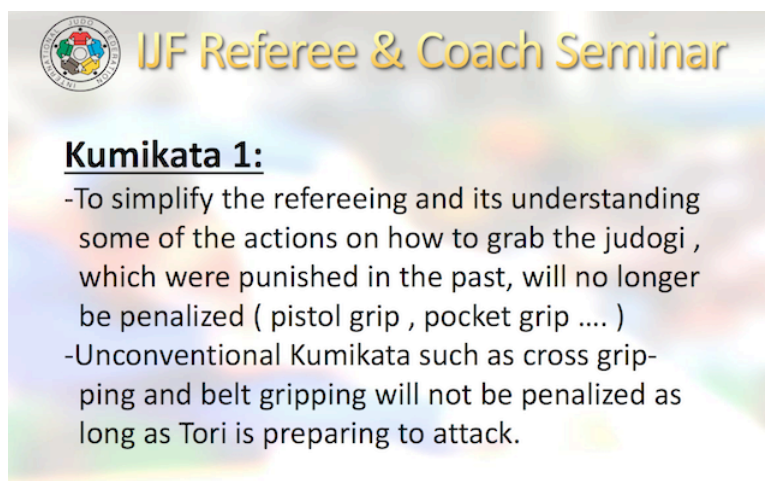 IJF Referee & Coach Seminar
INTERNATIONAL JUDO FEDERATION
Kumikata 1:
-To simplify the refereeing and its understanding
some of the actions on how to grab the judogi ,
which were punished in the past, will no longer
be penalized ( pistol grip , pocket grip .... )
-Unconventional Kumikata such as cross grip-
ping and belt gripping will not be penalized as
long as Tori is preparing to attack.